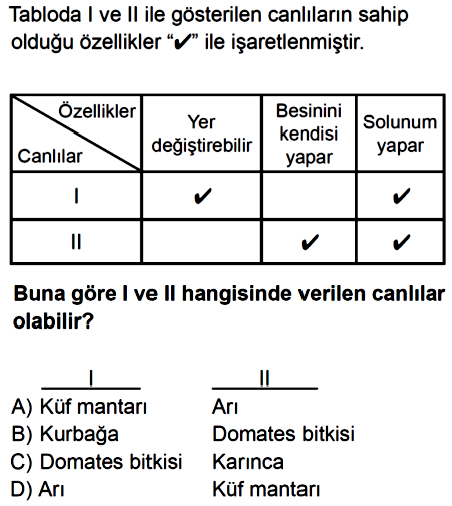 Tabloda I ve II ile gösterilen canlıların sahip
olduğu özellikler “✔” ile işaretlenmiştir.
Özellikler
Canlılar
Yer
değiştirebilir
Besinini
kendisi
yapar
Solunum
yapar
I ✔ ✔
II ✔ ✔
Buna göre I ve II hangisinde verilen canlılar
olabilir?
I II
A) Küf mantarı Arı
B) Kurbağa Domates bitkisi
C) Domates bitkisi Karınca
D) Arı Küf mantarı